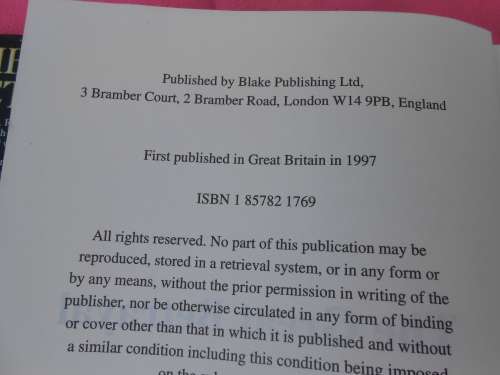 Published by Blake Publishing Ltd,
3 Bramber Court, 2 Bramber Road, London W14 9PB, England
First published in Great Britain in 1997
ISBN 1 85782 1769
All rights reserved. No part of this publication may be
reproduced, stored in a retrieval system, or in any form or
by any means, without the prior permission in writing of the
publisher, nor be otherwise circulated in any form of binding
or cover other than that in which it is published and without
a similar condition including this condition being imposed
on the